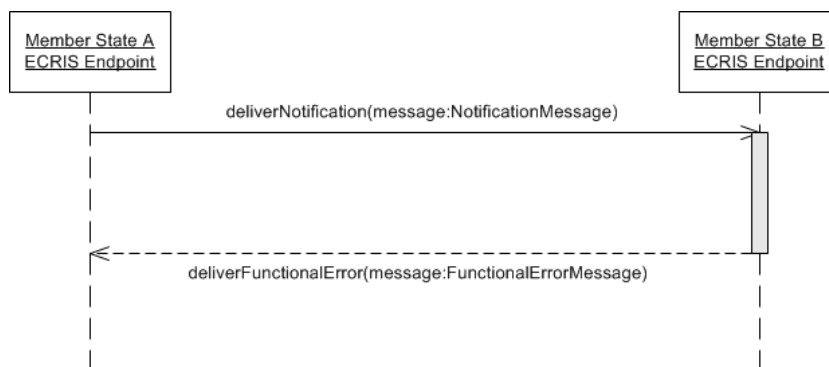 Member State A
ECRIS Endpoint
Member State B
ECRIS Endpoint
deliverNotification(message:NotificationMessage)
deliverFunctionalError(message:FunctionalErrorMessage)